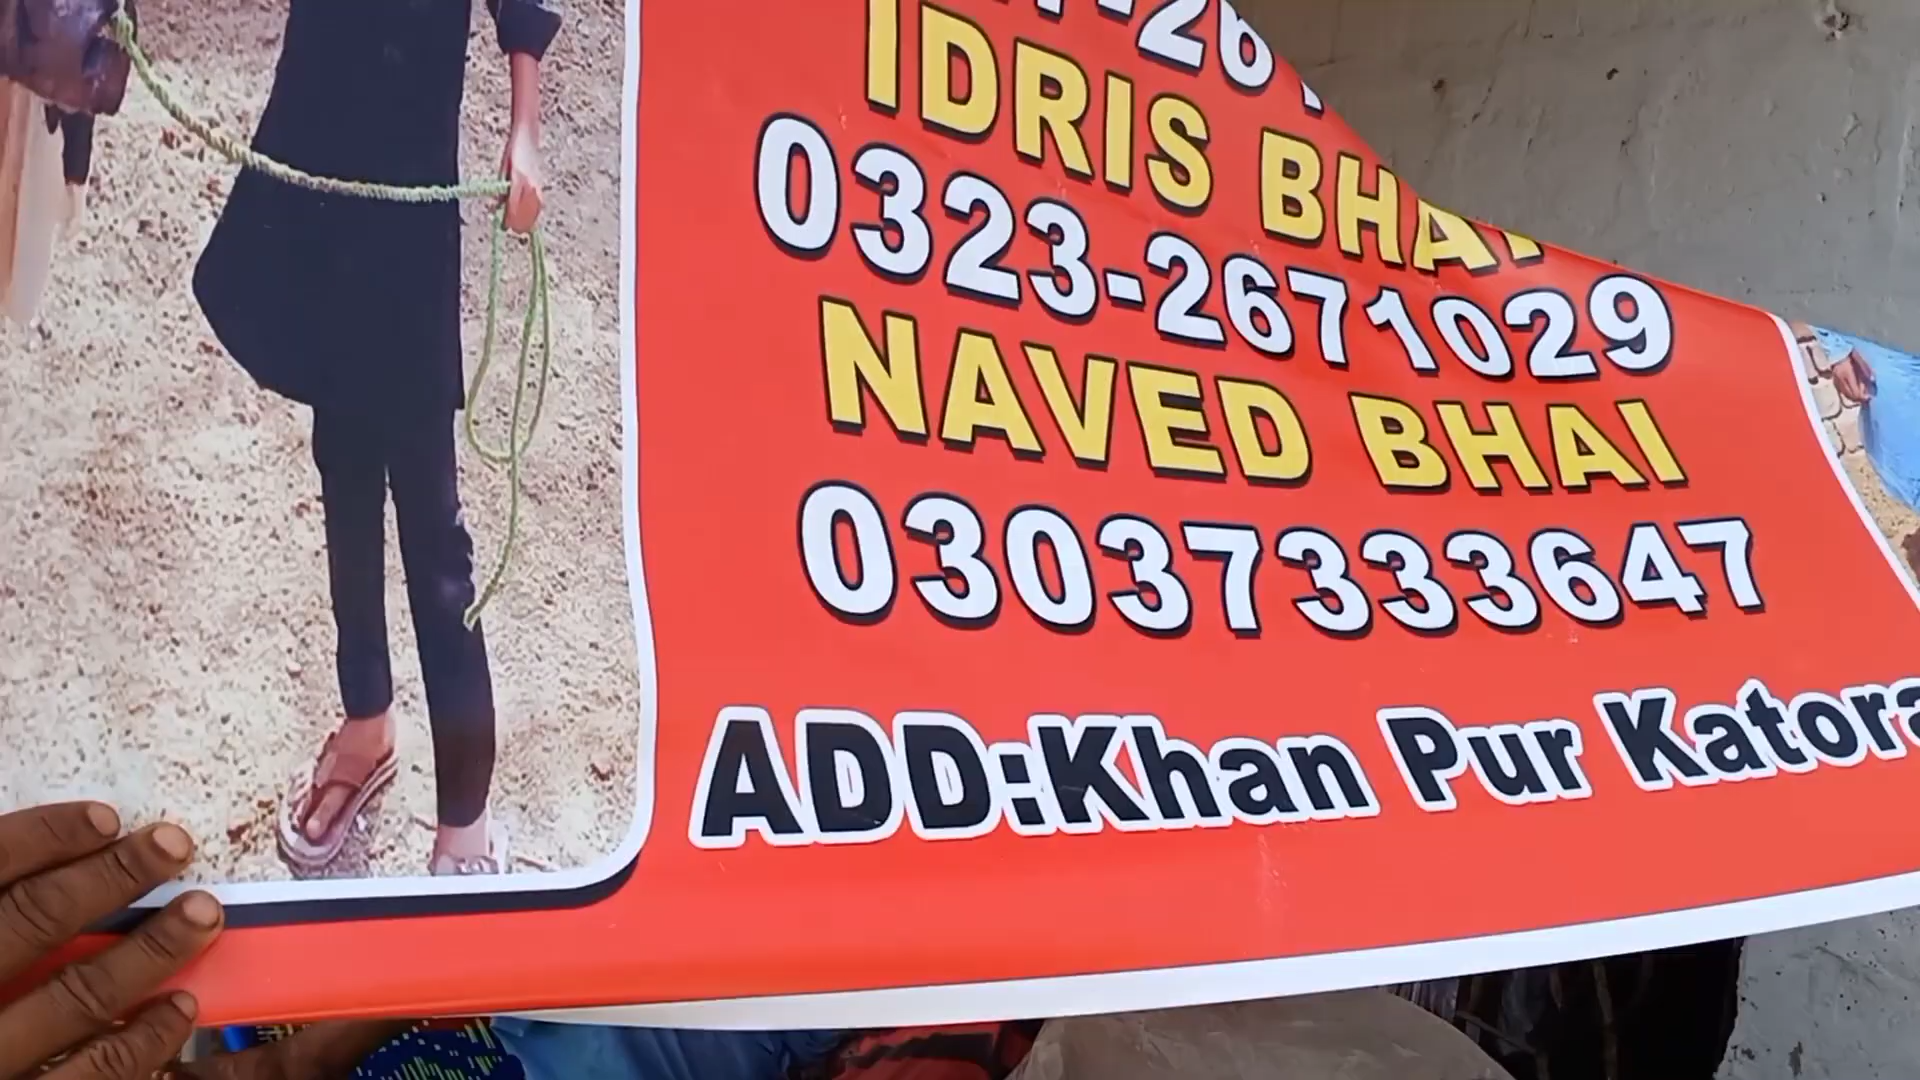 IDRIS BHAI
0323-2671029
NAVED BHAI
03037333647
ADD:Khan Pur Katora